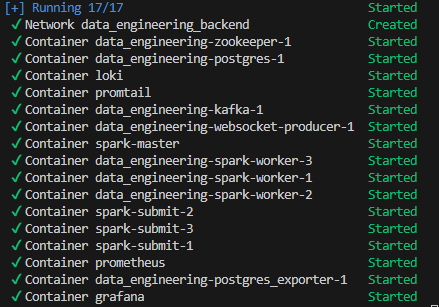 [+] Running 17/17 Started
✓ Network data_engineering_backend Created
✓ Container data_engineering-zookeeper-1 Started
✓ Container data_engineering-postgres-1 Started
✓ Container loki Started
✓ Container promtail Started
✓ Container data_engineering-kafka-1 Started
✓ Container data_engineering-websocket-producer-1 Started
✓ Container spark-master Started
✓ Container data_engineering-spark-worker-3 Started
✓ Container data_engineering-spark-worker-1 Started
✓ Container data_engineering-spark-worker-2 Started
✓ Container spark-submit-2 Started
✓ Container spark-submit-3 Started
✓ Container spark-submit-1 Started
✓ Container prometheus Started
✓ Container data_engineering-postgres_exporter-1 Started
✓ Container grafana Started